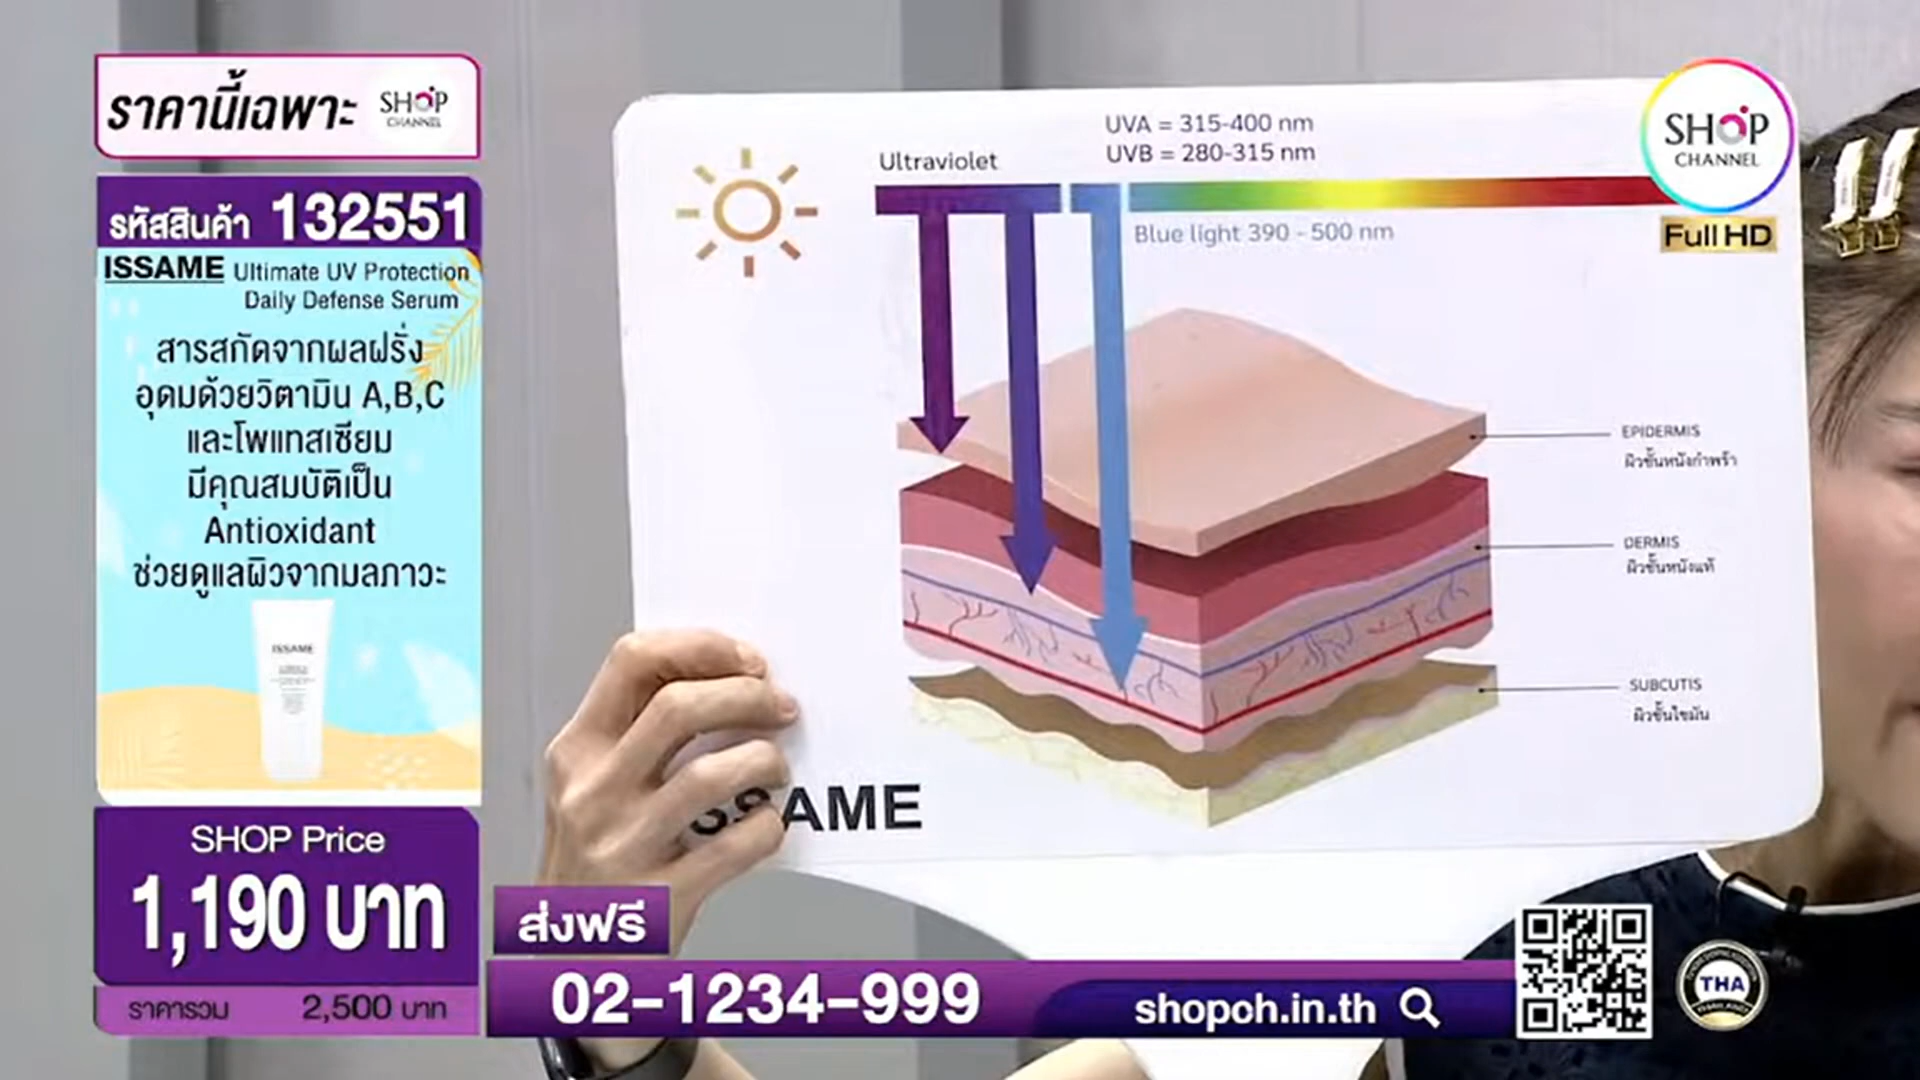 ราคานี้เฉพาะ SHOP CHANNEL
รหัสสินค้า 132551
ISSAME Ultimate UV Protection
Daily Defense Serum
สารสกัดจากผลฝรั่ง
อุดมด้วยวิตามิน A,B,C
และโพแทสเซียม
มีคุณสมบัติเป็น
Antioxidant
ช่วยดูแลผิวจากมลภาวะ
ISSAME
SHOP Price
1,190 บาท
ราคารวม 2,500 บาท
Ultraviolet
UVA = 315-400 nm
UVB = 280-315 nm
Blue light 390 - 500 nm
EPIDERMIS
ผิวชั้นหนังกำพร้า
DERMIS
ผิวชั้นหนังแท้
SUBCUTIS
ผิวชั้นไขมัน
ISSAME
SHOP
CHANNEL
Full HD
ส่งฟรี
02-1234-999
shopoh.in.th
THA